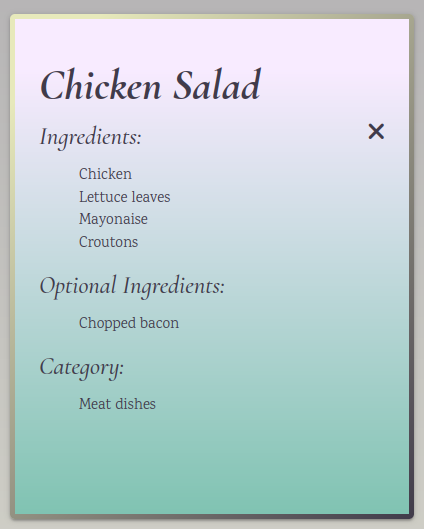 Chicken Salad
Ingredients:
Chicken
Lettuce leaves
Mayonaise
Croutons
Optional Ingredients:
Chopped bacon
Category:
Meat dishes